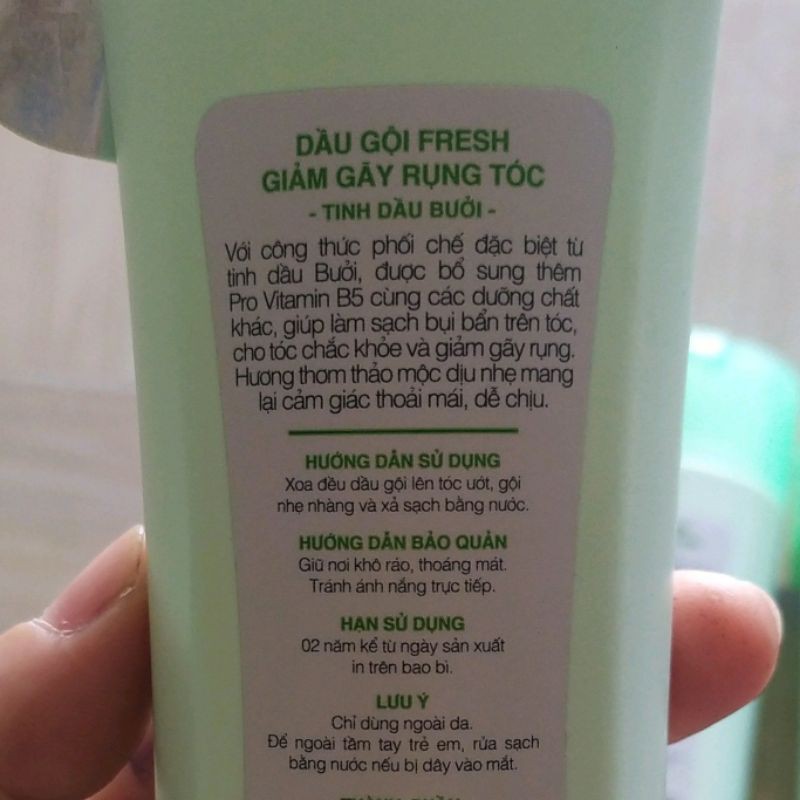 DẦU GỘI FRESH
GIẢM GÃY RỤNG TÓC
- TINH DẦU BƯỞI -
Với công thức phối chế đặc biệt từ
tinh dầu Bưởi, được bổ sung thêm
Pro Vitamin B5 cùng các dưỡng chất
khác, giúp làm sạch bụi bẩn trên tóc,
cho tóc chắc khỏe và giảm gãy rụng.
Hương thơm thảo mộc dịu nhẹ mang
lại cảm giác thoải mái, dễ chịu.
HƯỚNG DẪN SỬ DỤNG
Xoa đều dầu gội lên tóc ướt, gội
nhẹ nhàng và xả sạch bằng nước.
HƯỚNG DẪN BẢO QUẢN
Giữ nơi khô ráo, thoáng mát.
Tránh ánh nắng trực tiếp.
HẠN SỬ DỤNG
02 năm kể từ ngày sản xuất
in trên bao bì.
LƯU Ý
Chỉ dùng ngoài da.
Để ngoài tầm tay trẻ em, rửa sạch
bằng nước nếu bị dây vào mắt.